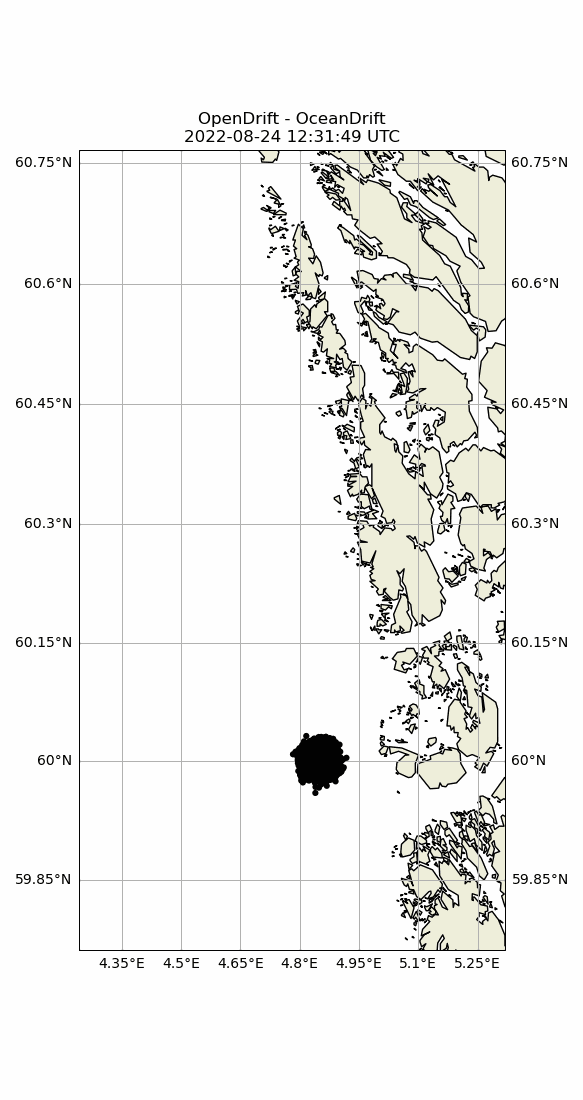 OpenDrift - OceanDrift
2022-08-24 12:31:49 UTC
60.75°N 60.75°N
60.6°N 60.6°N
60.45°N 60.45°N
60.3°N 60.3°N
60.15°N 60.15°N
60°N 60°N
59.85°N 59.85°N
4.35°E 4.5°E 4.65°E 4.8°E 4.95°E 5.1°E 5.25°E